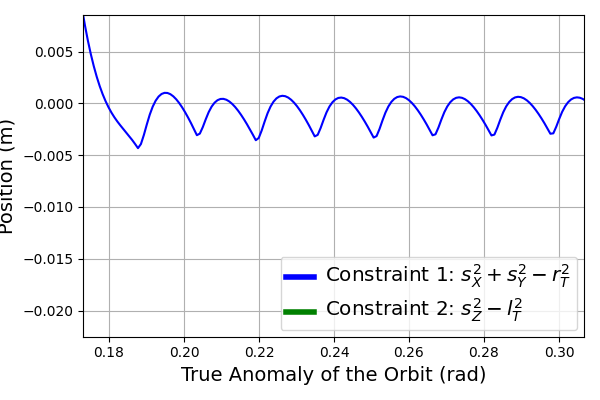 Position (m)
0.005
0.000
−0.005
−0.010
−0.015
−0.020
0.18 0.20 0.22 0.24 0.26 0.28 0.30
True Anomaly of the Orbit (rad)
Constraint 1: $s_X^2 + s_Y^2 - r_T^2$
Constraint 2: $s_Z^2 - l_T^2$